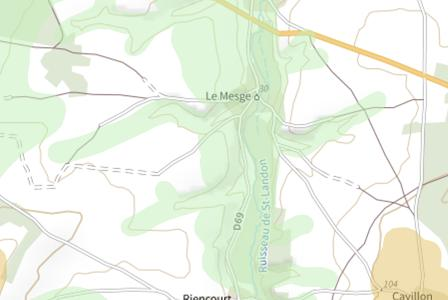 Le Mesge
30
D69
Ruisseau de St-Landon
Riencourt
104
Cavillon